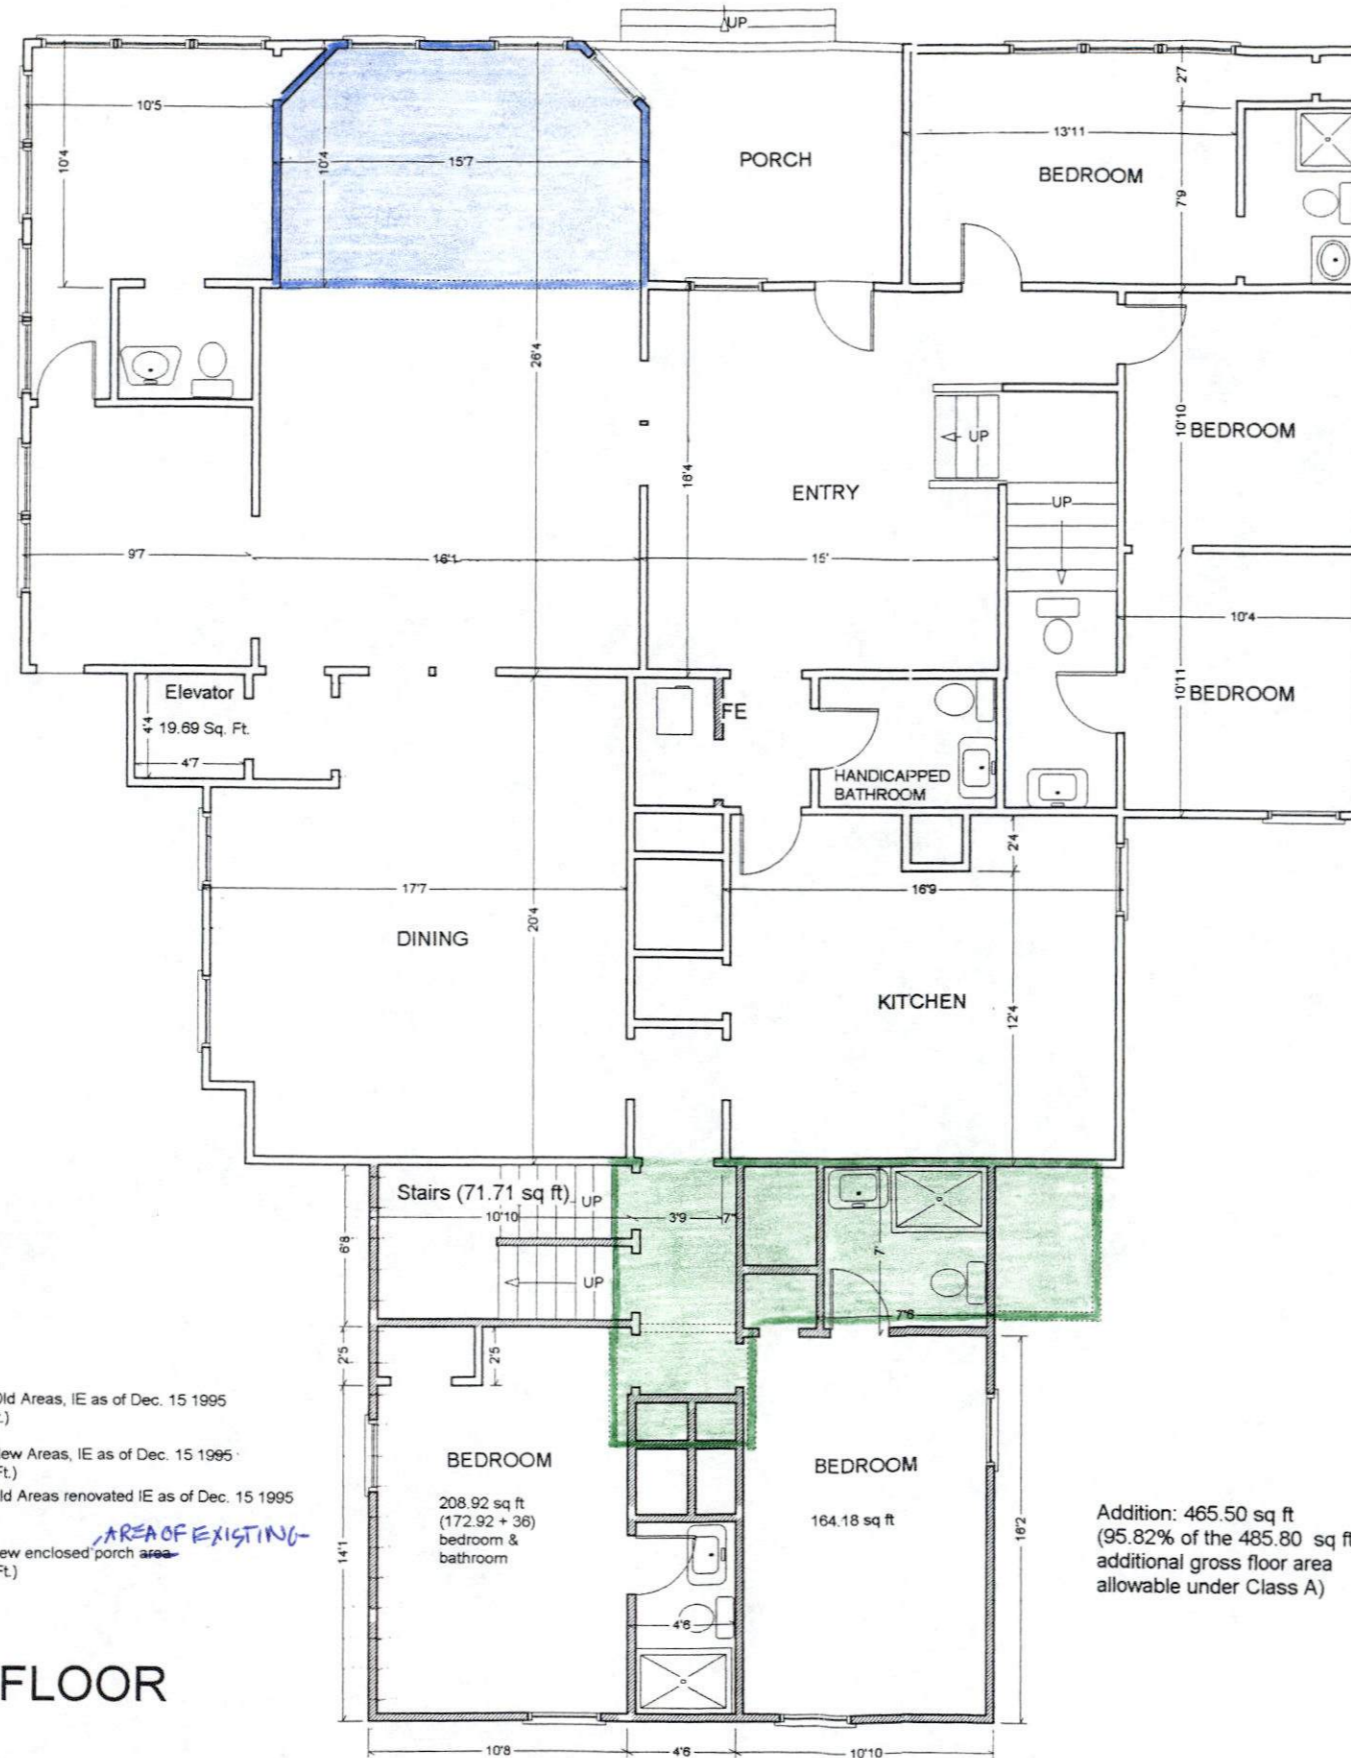 UP
10'5
10'4
10'4
15'7
PORCH
13'11
2'7
BEDROOM
7'9
26'4
16'4
UP
10'10
BEDROOM
ENTRY
UP
9'7
16'1
15'
10'4
Elevator
4'4
19.69 Sq. Ft.
4'7
FE
10'11
BEDROOM
HANDICAPPED
BATHROOM
2'4
17'7
16'9
20'4
DINING
KITCHEN
12'4
Stairs (71.71 sq ft)
UP
10'10
3'9
7'
6'8
7'
UP
7'6
2'5
2'5
Old Areas, IE as of Dec. 15 1995
New Areas, IE as of Dec. 15 1995
Ft.)
Old Areas renovated IE as of Dec. 15 1995
AREA OF EXISTING
new enclosed porch area
Ft.)
BEDROOM
208.92 sq ft
(172.92 + 36)
bedroom &
bathroom
BEDROOM
164.18 sq ft
14'1
16'2
4'6
Addition: 465.50 sq ft
(95.82% of the 485.80 sq ft
additional gross floor area
allowable under Class A)
FLOOR
10'8
4'6
10'10